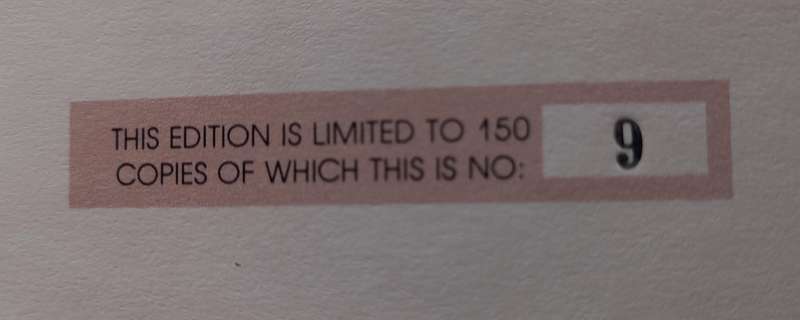 THIS EDITION IS LIMITED TO 150
COPIES OF WHICH THIS IS NO: 9